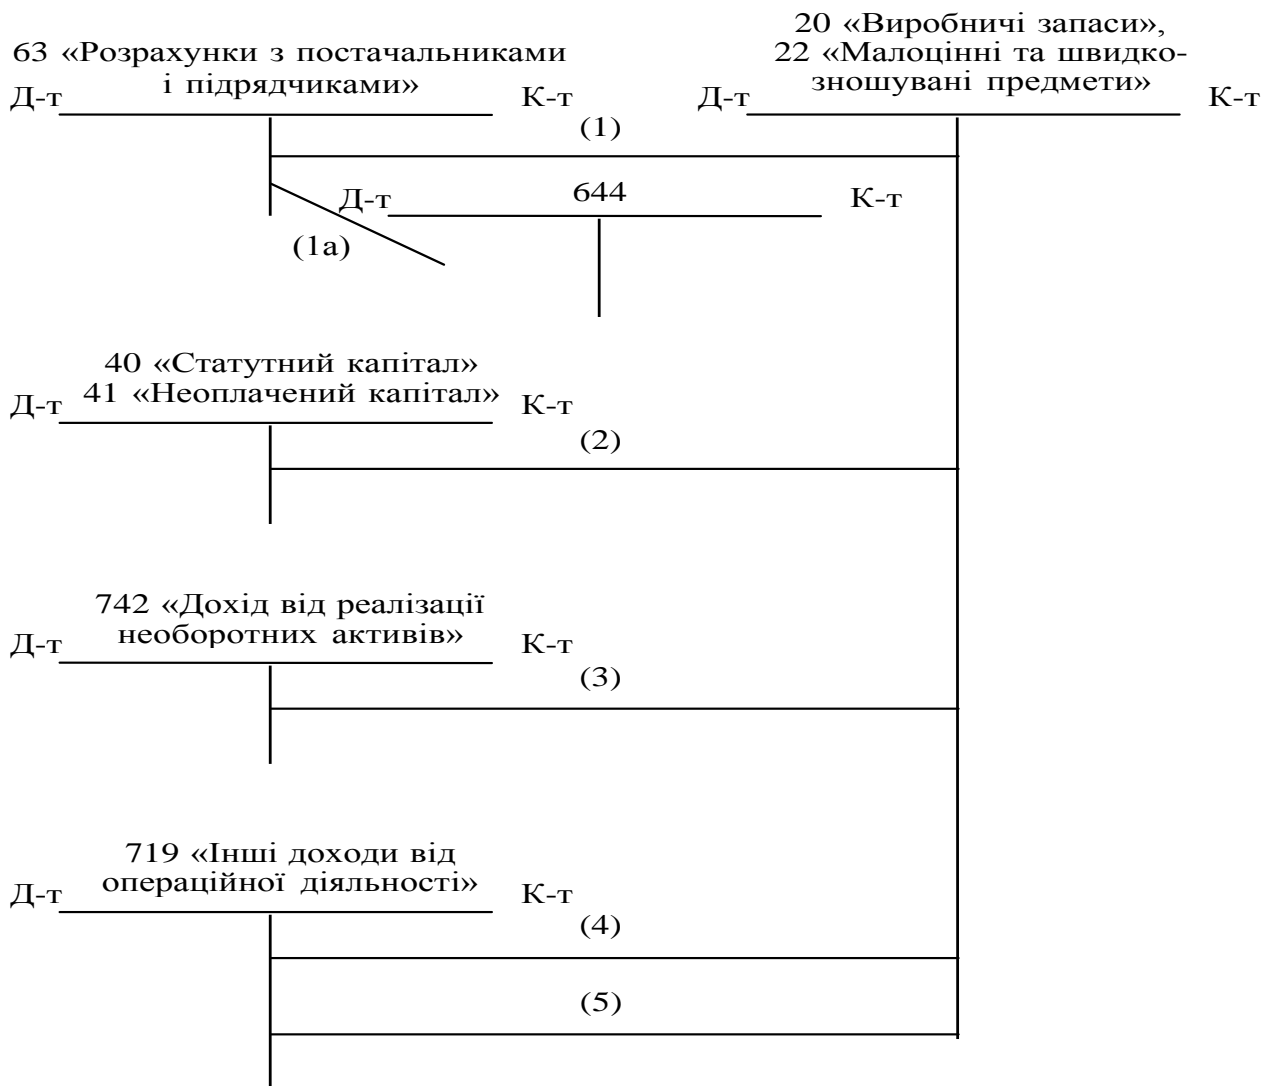 63 «Розрахунки з постачальниками
і підрядчиками»
Д-т К-т
20 «Виробничі запаси»,
22 «Малоцінні та швидко-
зношувані предмети»
Д-т К-т
(1)
Д-т 644 К-т
(1а)
40 «Статутний капітал»
41 «Неоплачений капітал»
Д-т К-т
(2)
742 «Дохід від реалізації
необоротних активів»
Д-т К-т
(3)
719 «Інші доходи від
операційної діяльності»
Д-т К-т
(4)
(5)